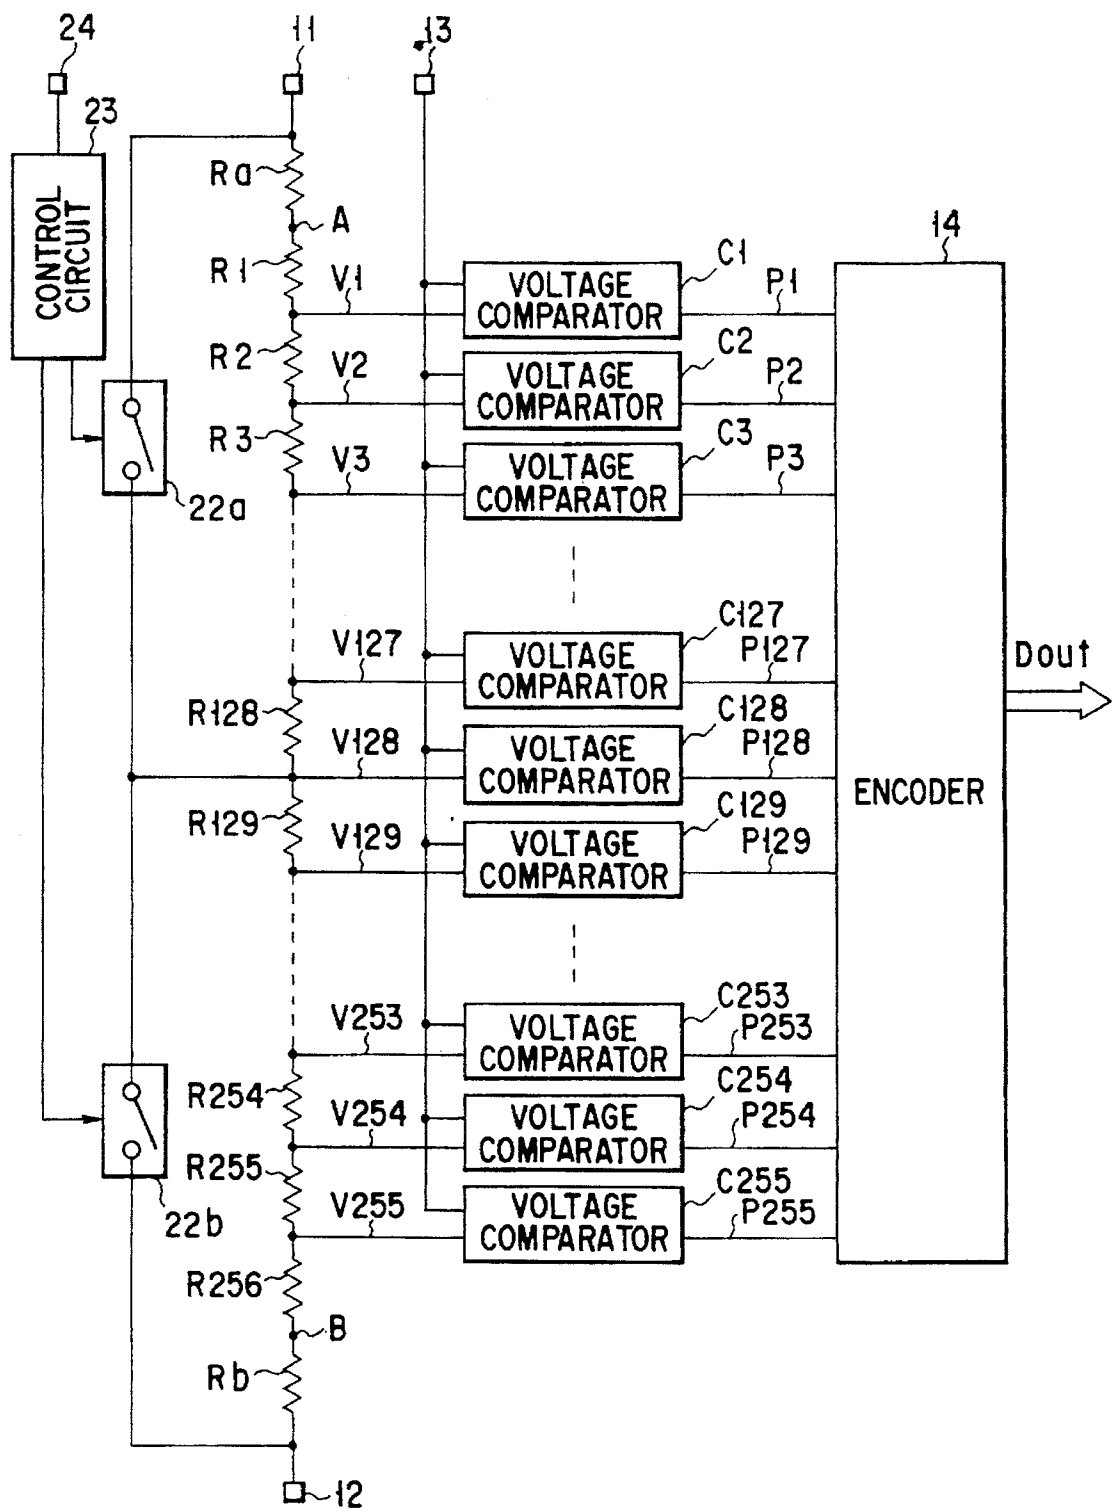 24
11
13
23
CONTROL
CIRCUIT
Ra
A
14
R1
V1
VOLTAGE
COMPARATOR
C1
P1
R2
V2
VOLTAGE
COMPARATOR
C2
P2
R3
V3
VOLTAGE
COMPARATOR
C3
P3
22a
V127
VOLTAGE
COMPARATOR
C127
P127
Dout
R128
V128
VOLTAGE
COMPARATOR
C128
P128
ENCODER
R129
V129
VOLTAGE
COMPARATOR
C129
P129
V253
VOLTAGE
COMPARATOR
C253
P253
R254
V254
VOLTAGE
COMPARATOR
C254
P254
R255
V255
VOLTAGE
COMPARATOR
C255
P255
22b
R256
B
Rb
12